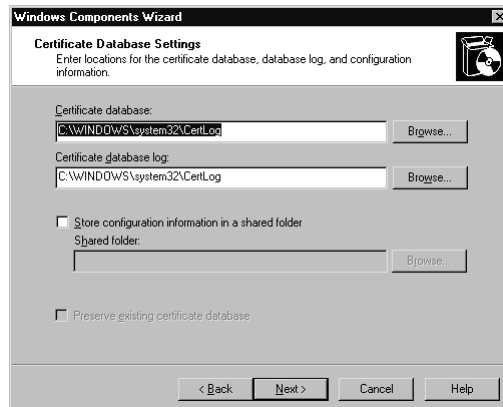 Windows Components Wizard
Certificate Database Settings
Enter locations for the certificate database, database log, and configuration
information.
Certificate database:
C:\WINDOWS\system32\CertLog
Browse...
Certificate database log:
C:\WINDOWS\system32\CertLog
Browse...
Store configuration information in a shared folder
Shared folder:
Browse...
Preserve existing certificate database
< Back
Next >
Cancel
Help